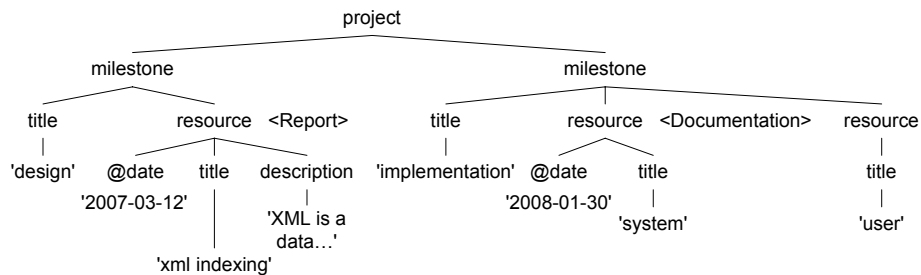 project
milestone milestone
title resource <Report> title resource <Documentation> resource
'design' @date title description 'implementation' @date title title
'2007-03-12' 'XML is a '2008-01-30' 'system' 'user'
data…'
'xml indexing'